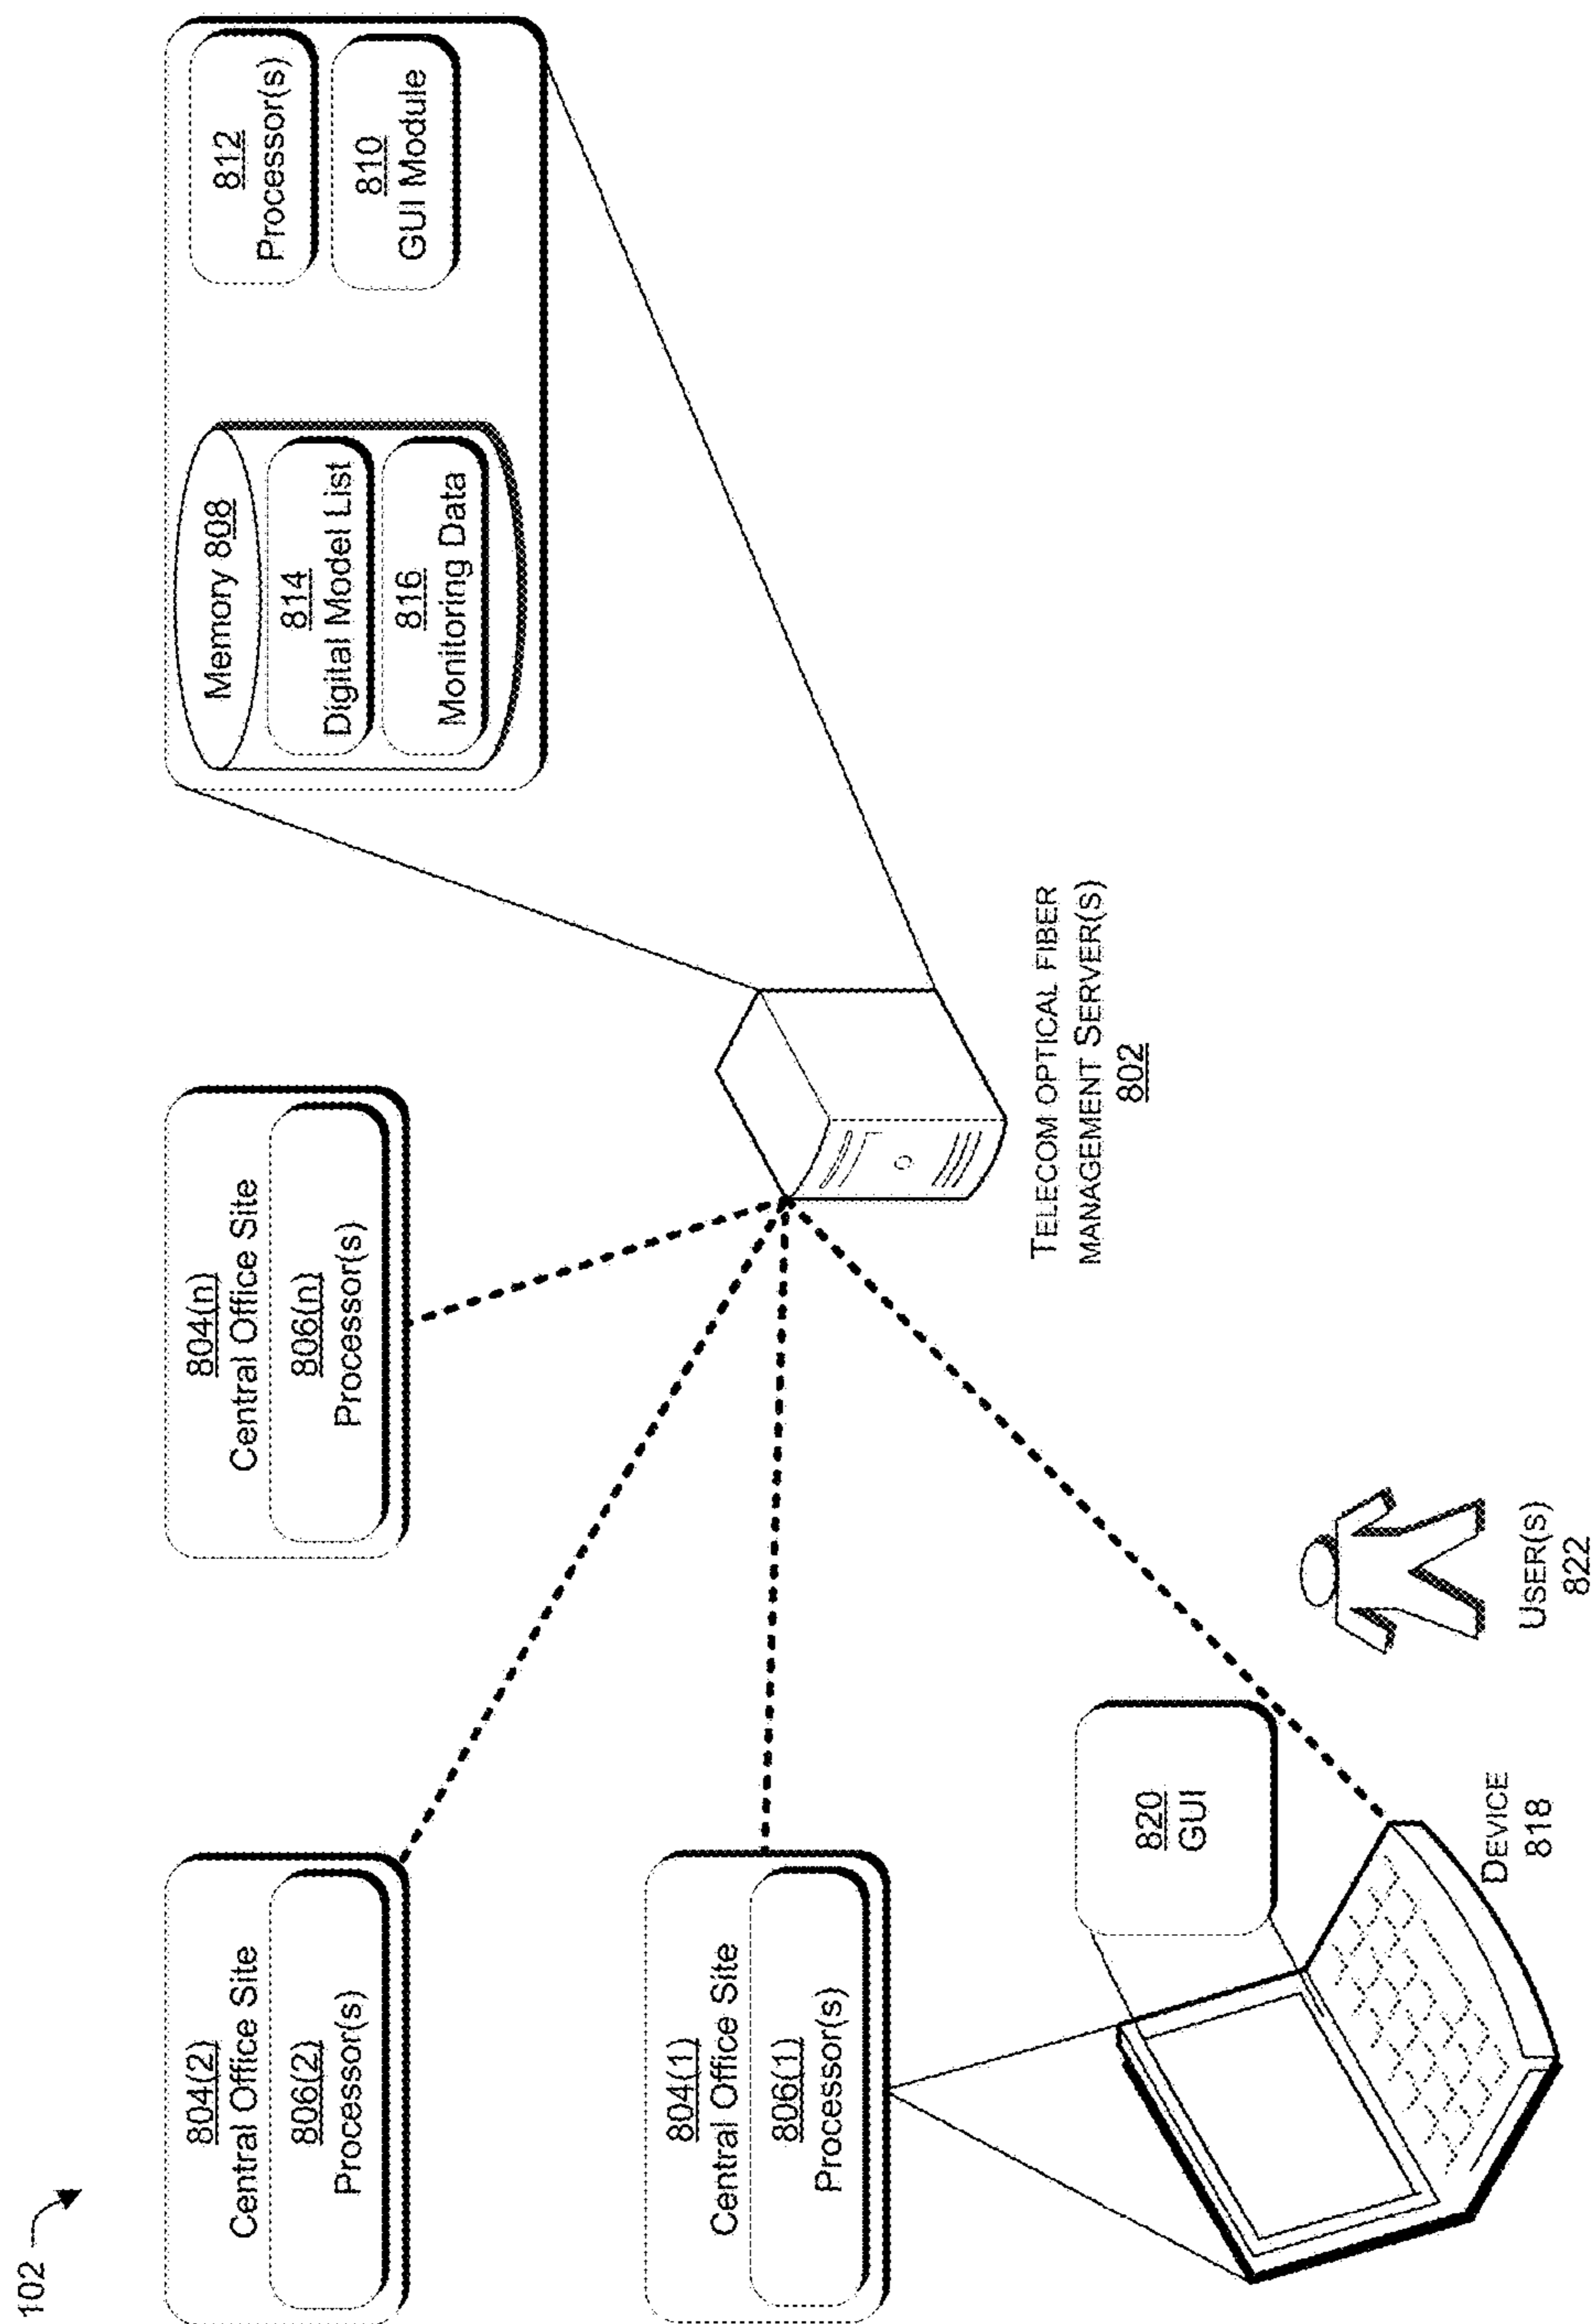 102
804(2)
Central Office Site
806(2)
Processor(s)
804(n)
Central Office Site
806(n)
Processor(s)
Memory 808
814
Digital Model List
816
Monitoring Data
812
Processor(s)
810
GUI Module
804(1)
Central Office Site
806(1)
Processor(s)
TELECOM OPTICAL FIBER
MANAGEMENT SERVER(S)
802
820
GUI
DEVICE
818
USER(S)
822